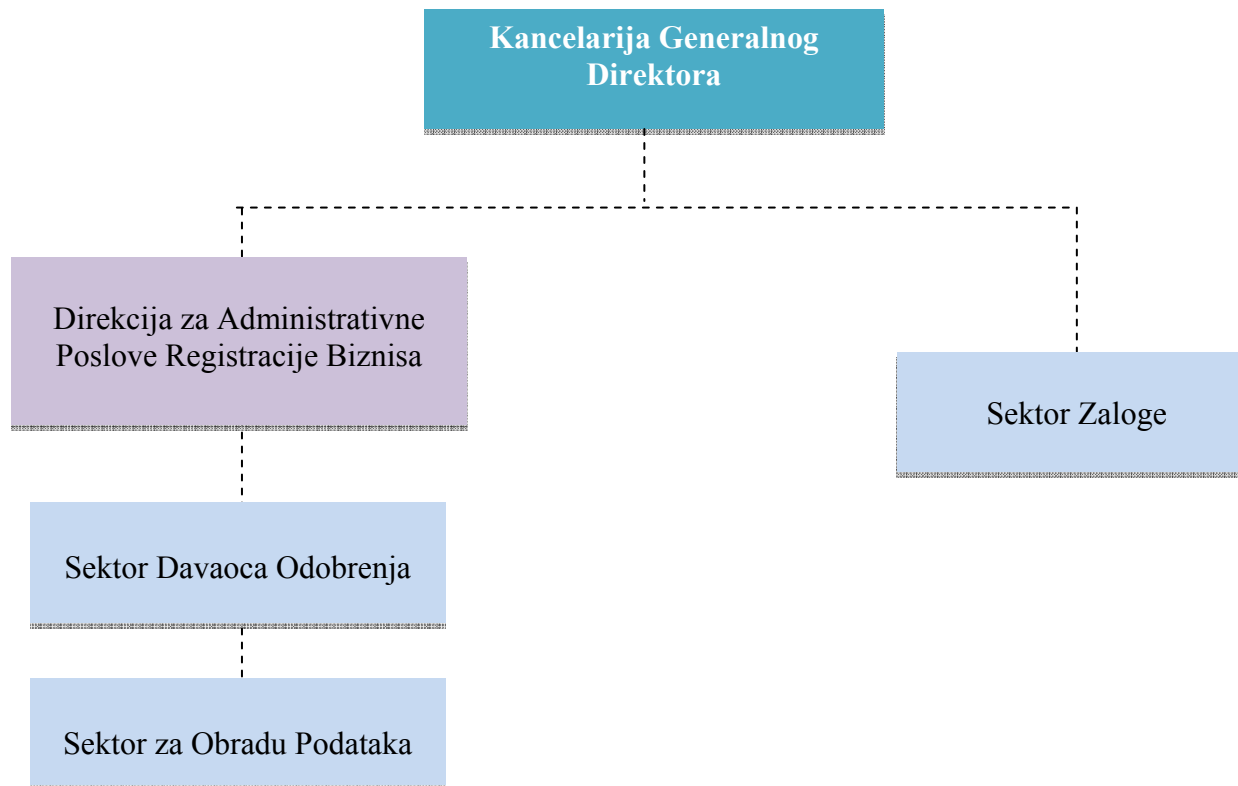 Kancelarija Generalnog
Direktora
Direkcija za Administrativne
Poslove Registracije Biznisa
Sektor Zaloge
Sektor Davaoca Odobrenja
Sektor za Obradu Podataka